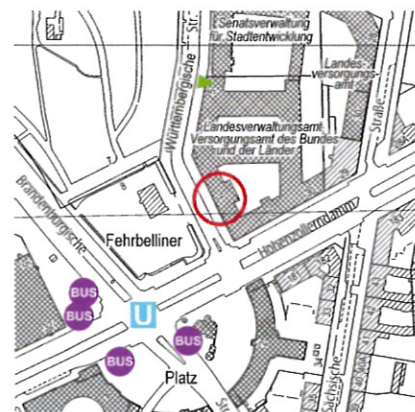 Senatsverwaltung
für Stadtentwicklung
Str.
Württembergische
Landes-
versorgungs-
amt
Straße
Landesverwaltungsamt
Versorgungsamt des Bundes
und der Länder
Brandenburgische
Fehrbelliner
Hohenzollerndamm
BUS
BUS
U
BUS
BUS
Platz
Sächsische
Str